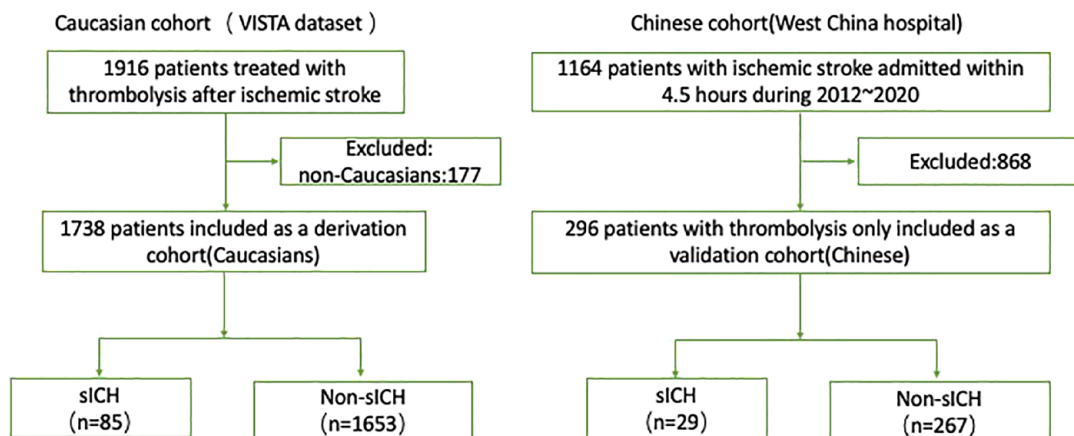 Caucasian cohort （ VISTA dataset ）
1916 patients treated with
thrombolysis after ischemic stroke
Excluded:
non-Caucasians:177
1738 patients included as a derivation
cohort(Caucasians)
sICH
（n=85）
Non-sICH
（n=1653）
Chinese cohort(West China hospital)
1164 patients with ischemic stroke admitted within
4.5 hours during 2012~2020
Excluded:868
296 patients with thrombolysis only included as a
validation cohort(Chinese)
sICH
（n=29）
Non-sICH
（n=267）